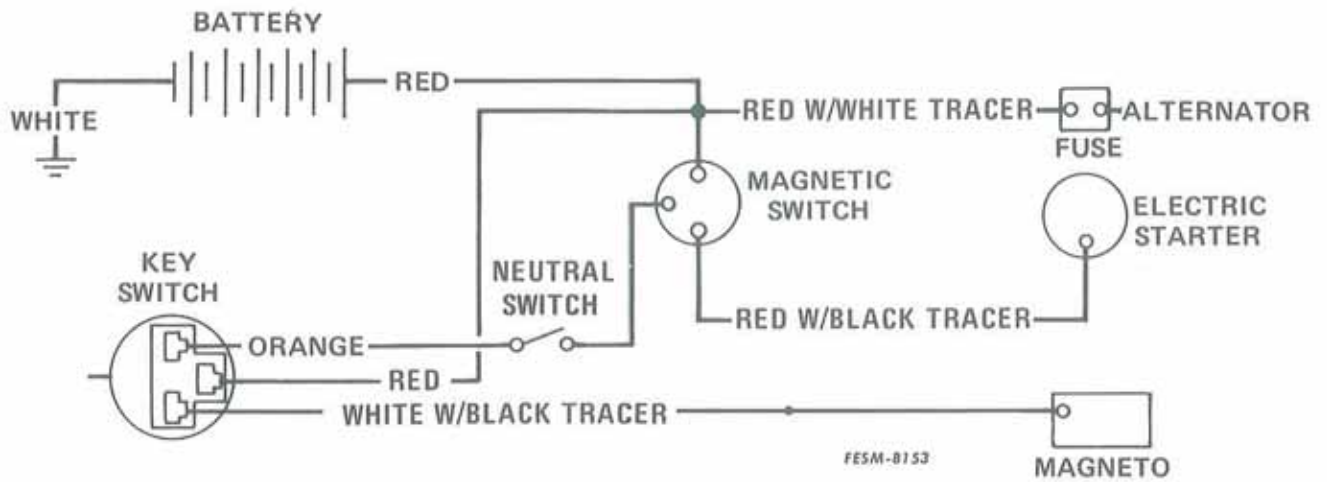 BATTERY
RED
WHITE
RED W/WHITE TRACER
ALTERNATOR
FUSE
MAGNETIC
SWITCH
ELECTRIC
STARTER
KEY
SWITCH
NEUTRAL
SWITCH
ORANGE
RED W/BLACK TRACER
RED
WHITE W/BLACK TRACER
FESM-8153
MAGNETO